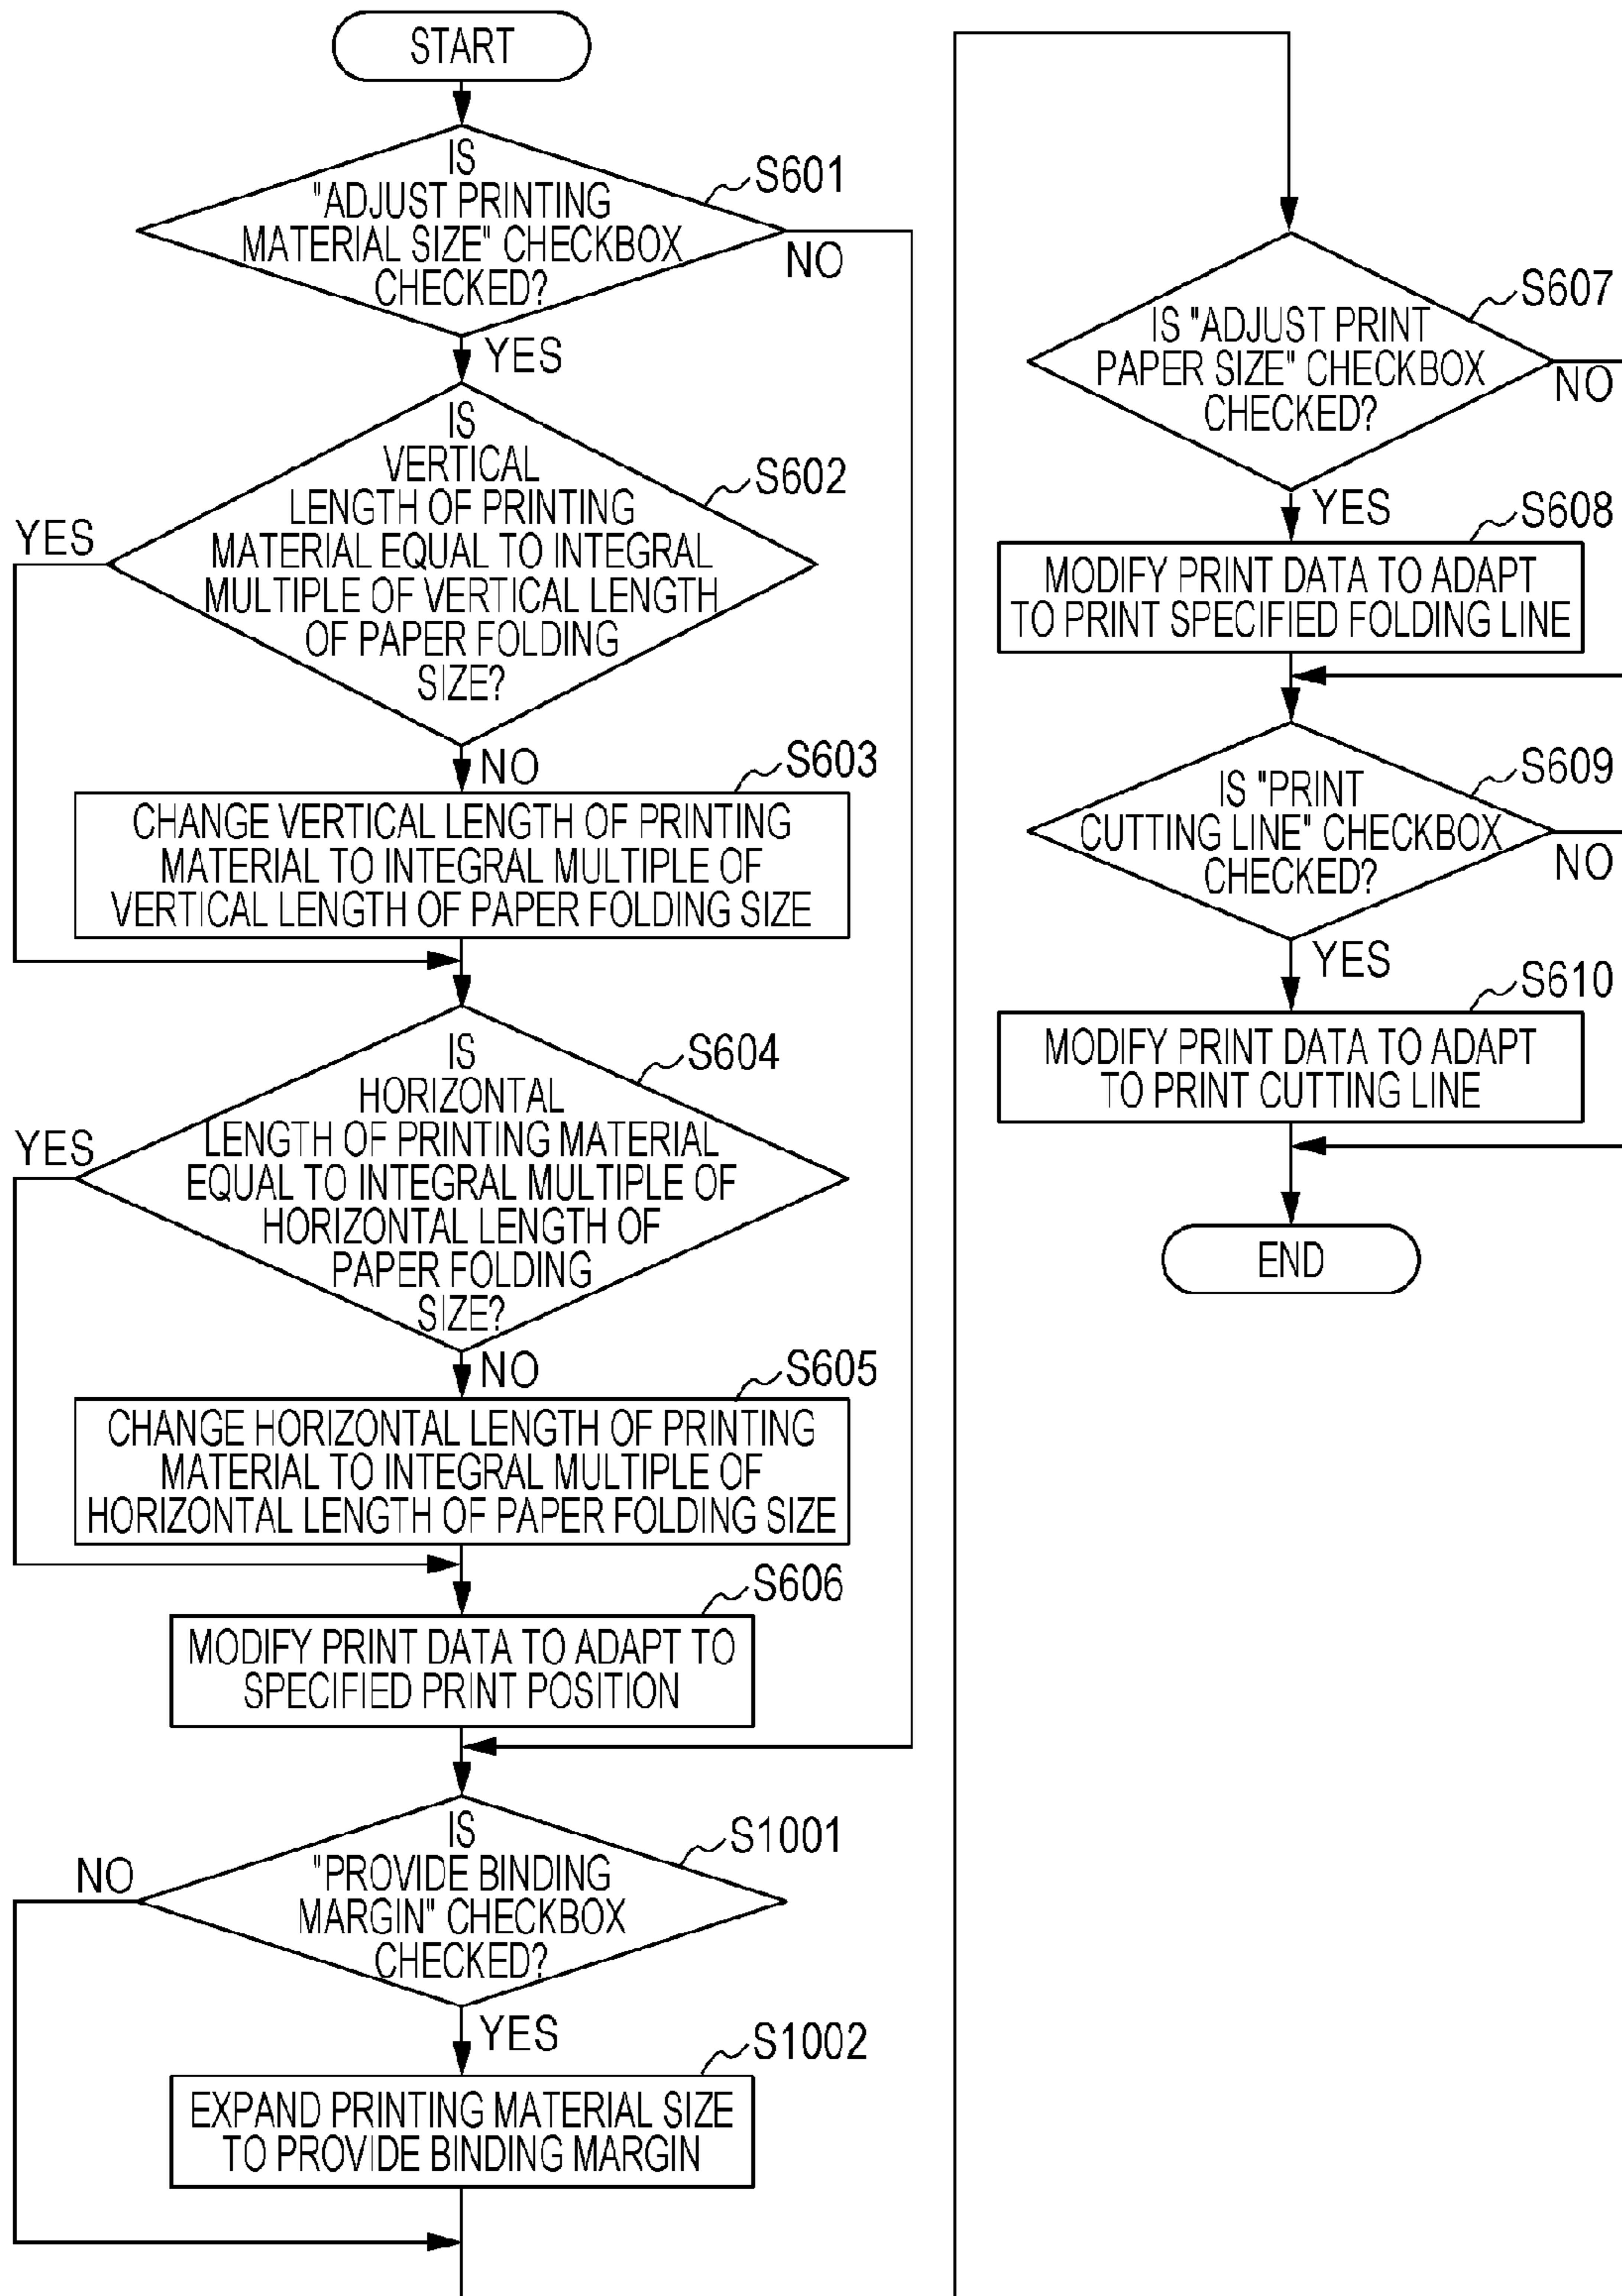 START
IS
"ADJUST PRINTING
MATERIAL SIZE" CHECKBOX
CHECKED?
S601
NO
YES
IS
VERTICAL
LENGTH OF PRINTING
MATERIAL EQUAL TO INTEGRAL
MULTIPLE OF VERTICAL LENGTH
OF PAPER FOLDING
SIZE?
S602
YES
NO
S603
CHANGE VERTICAL LENGTH OF PRINTING
MATERIAL TO INTEGRAL MULTIPLE OF
VERTICAL LENGTH OF PAPER FOLDING SIZE
IS
HORIZONTAL
LENGTH OF PRINTING MATERIAL
EQUAL TO INTEGRAL MULTIPLE OF
HORIZONTAL LENGTH OF
PAPER FOLDING
SIZE?
S604
YES
NO
S605
CHANGE HORIZONTAL LENGTH OF PRINTING
MATERIAL TO INTEGRAL MULTIPLE OF
HORIZONTAL LENGTH OF PAPER FOLDING SIZE
S606
MODIFY PRINT DATA TO ADAPT TO
SPECIFIED PRINT POSITION
IS
"PROVIDE BINDING
MARGIN" CHECKBOX
CHECKED?
S1001
NO
YES
S1002
EXPAND PRINTING MATERIAL SIZE
TO PROVIDE BINDING MARGIN
IS "ADJUST PRINT
PAPER SIZE" CHECKBOX
CHECKED?
S607
NO
YES
S608
MODIFY PRINT DATA TO ADAPT
TO PRINT SPECIFIED FOLDING LINE
IS "PRINT
CUTTING LINE" CHECKBOX
CHECKED?
S609
NO
YES
S610
MODIFY PRINT DATA TO ADAPT
TO PRINT CUTTING LINE
END